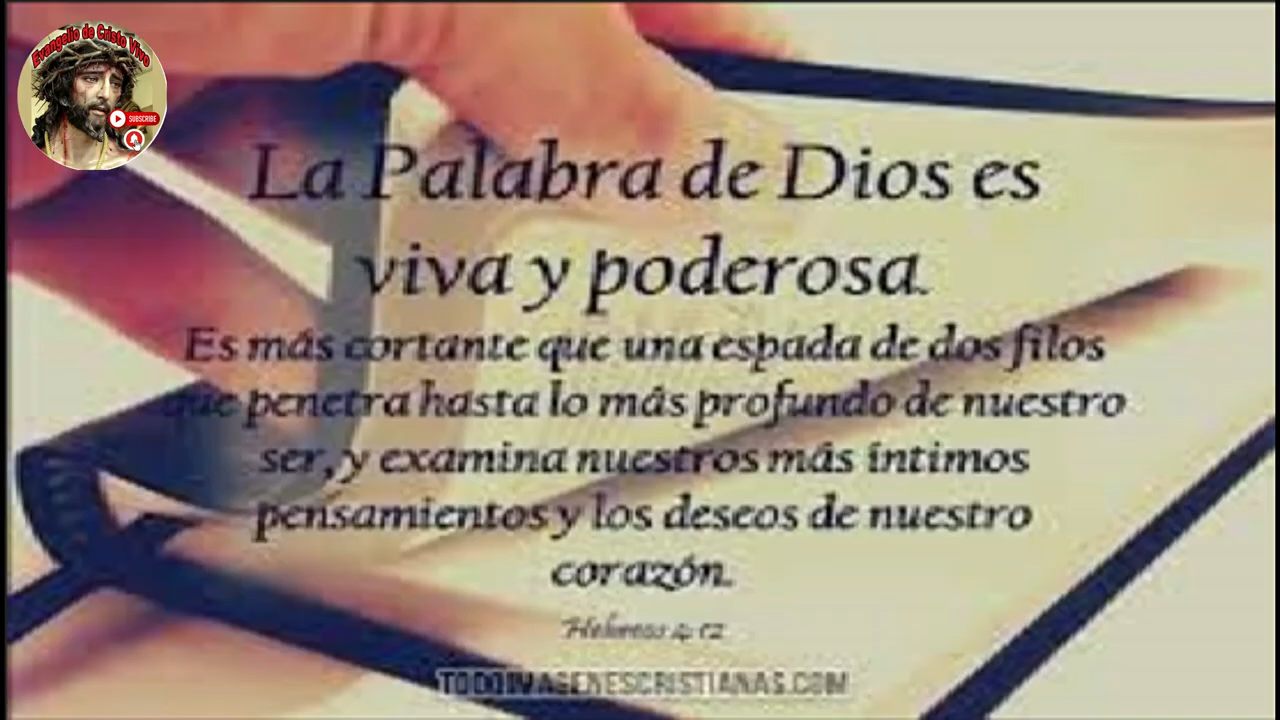 Evangelio de Cristo Vivo
SUBSCRIBE
La Palabra de Dios es
viva y poderosa.
Es más cortante que una espada de dos filos
que penetra hasta lo más profundo de nuestro
ser, y examina nuestros más íntimos
pensamientos y los deseos de nuestro
corazón.
Hebreos 4:12
TODOIMAGENESCRISTIANAS.COM